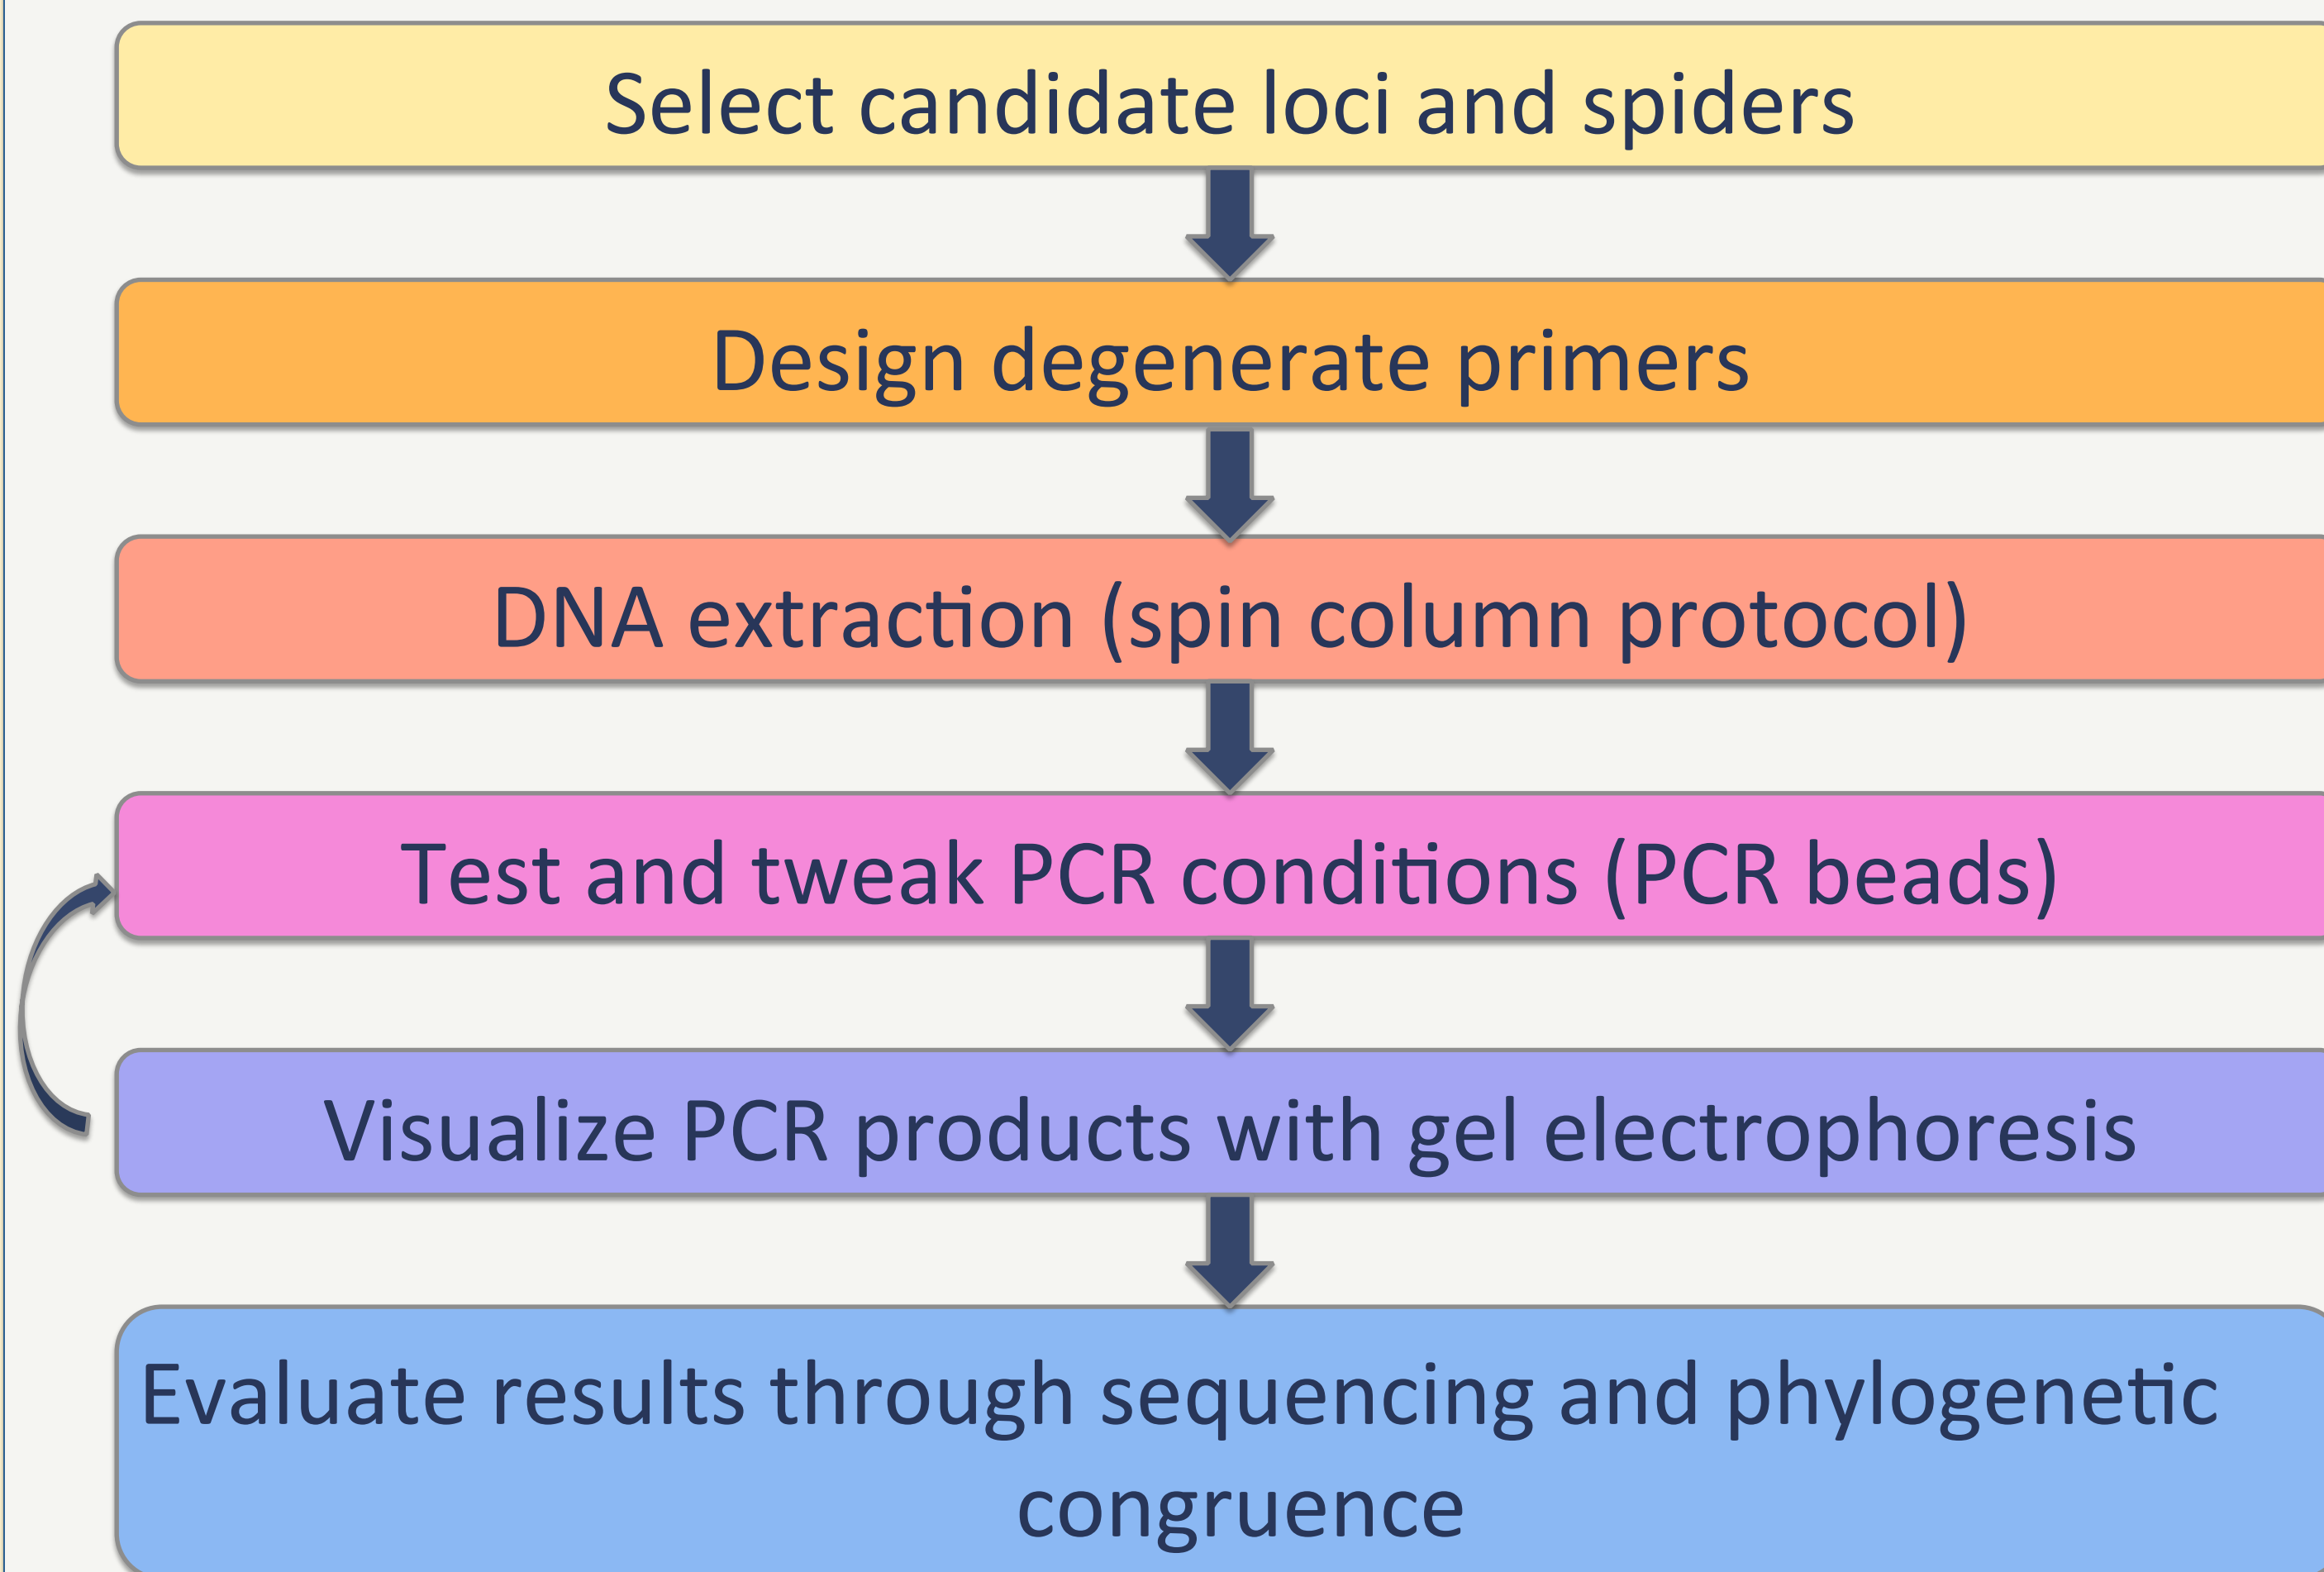 Select candidate loci and spiders
Design degenerate primers
DNA extraction (spin column protocol)
Test and tweak PCR conditions (PCR beads)
Visualize PCR products with gel electrophoresis
Evaluate results through sequencing and phylogenetic
congruence